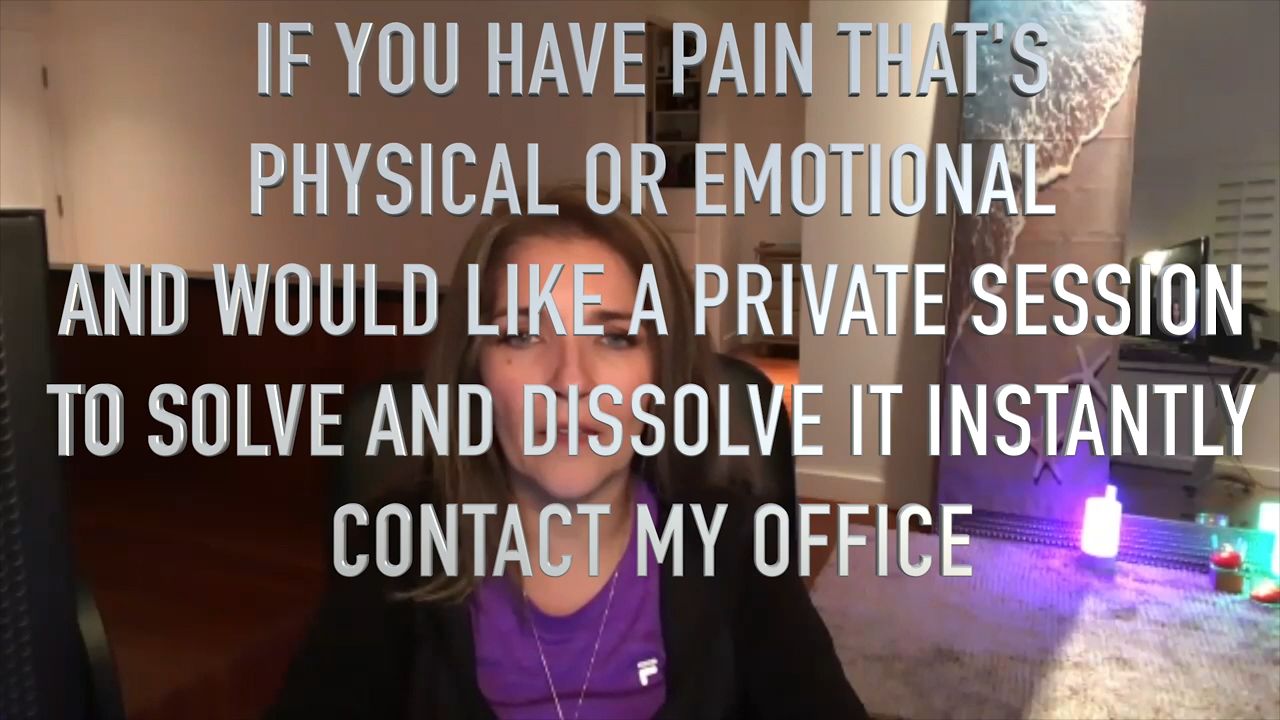 IF YOU HAVE PAIN THAT'S
PHYSICAL OR EMOTIONAL
AND WOULD LIKE A PRIVATE SESSION
TO SOLVE AND DISSOLVE IT INSTANTLY
CONTACT MY OFFICE